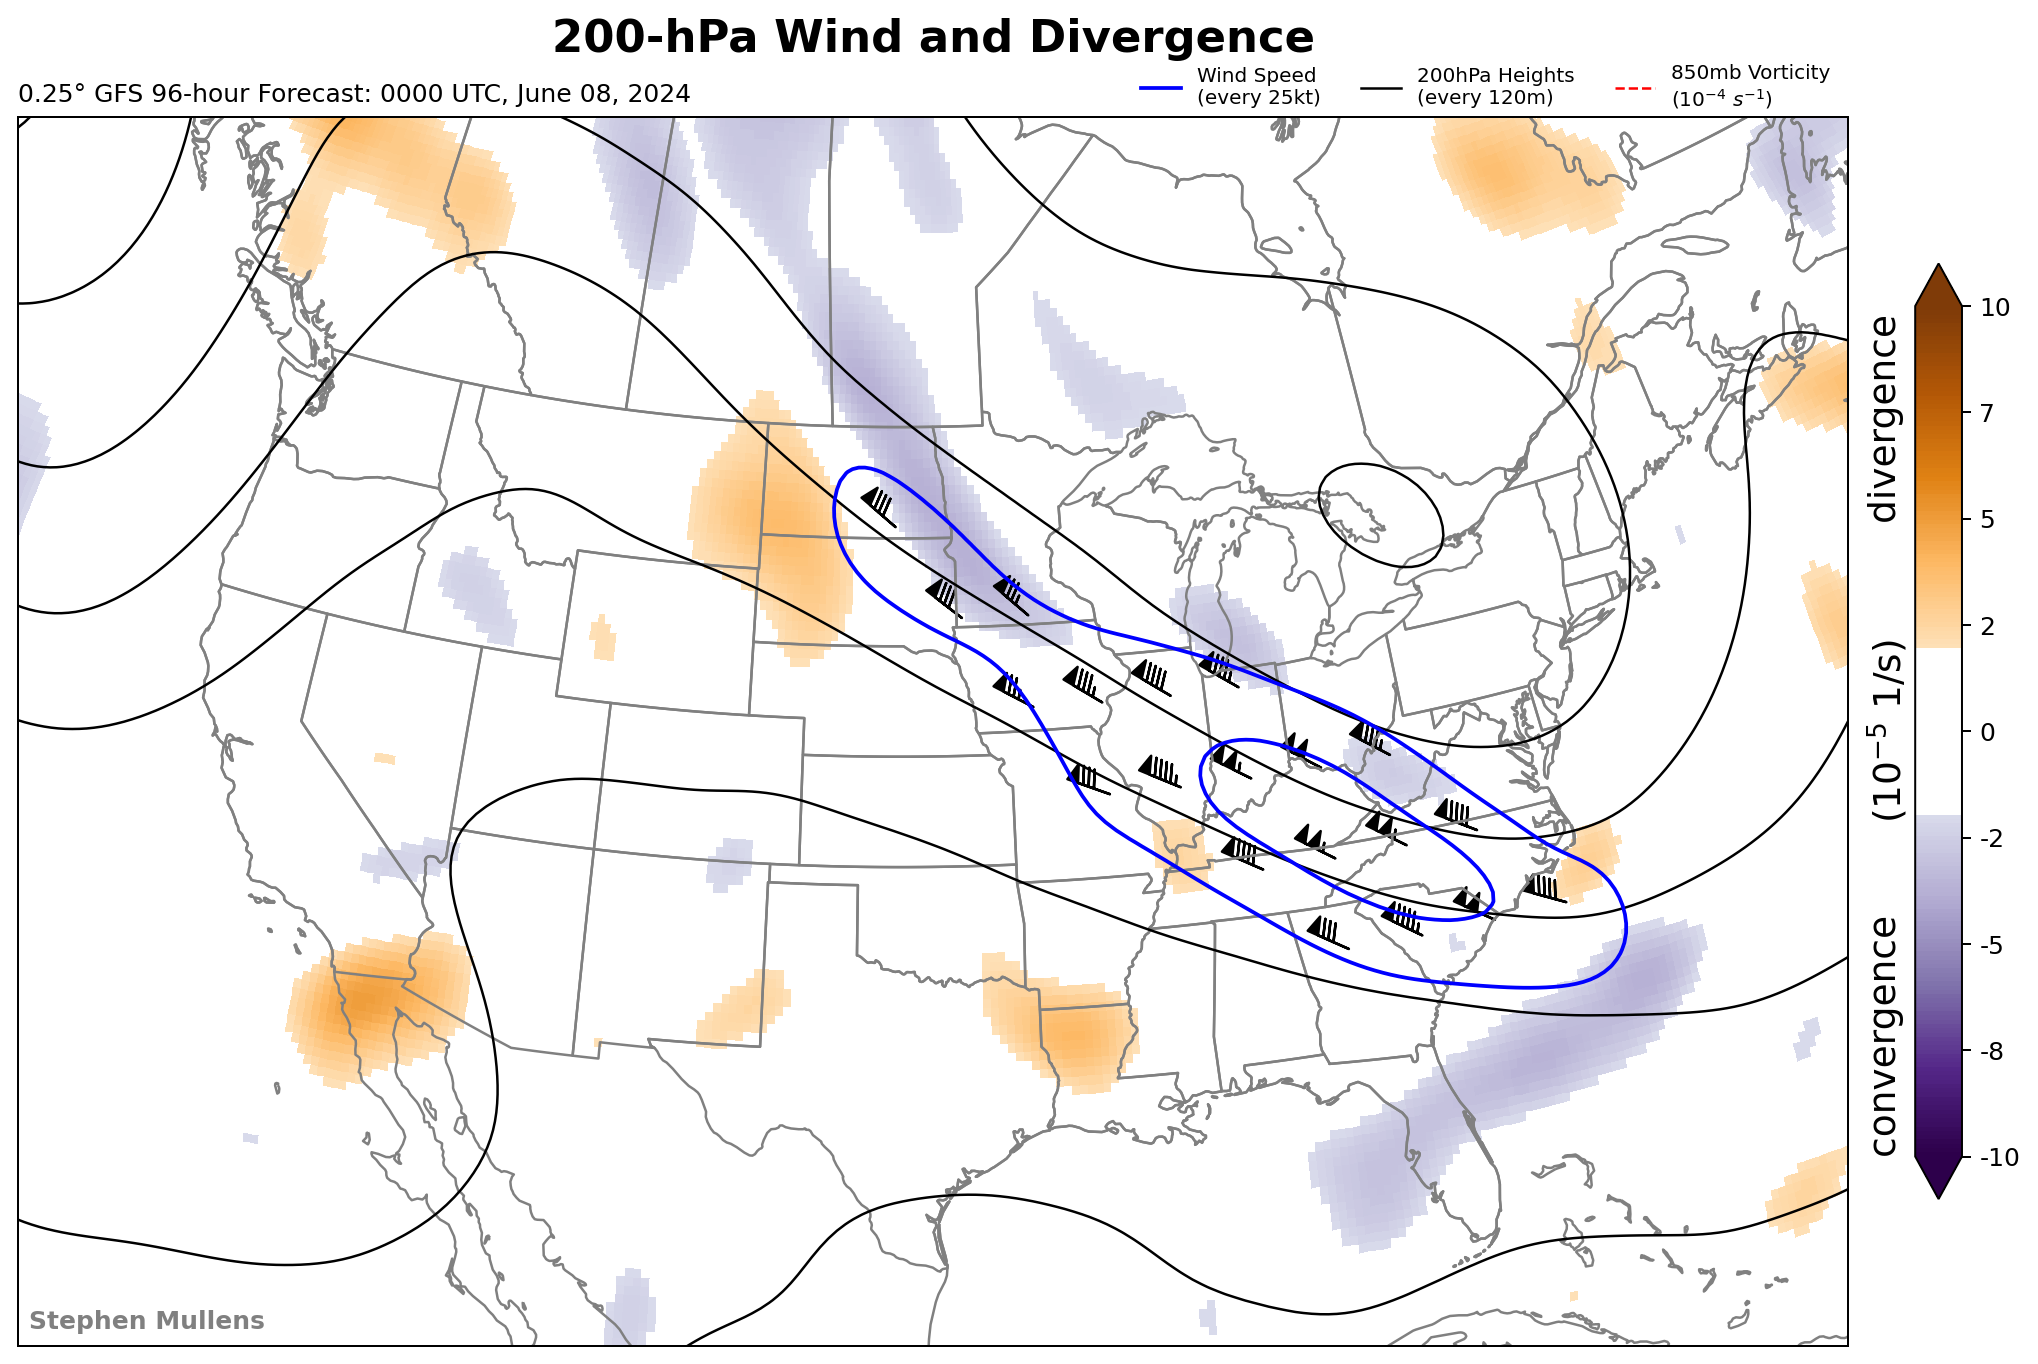 200-hPa Wind and Divergence
0.25° GFS 96-hour Forecast: 0000 UTC, June 08, 2024
Wind Speed
(every 25kt)
200hPa Heights
(every 120m)
850mb Vorticity
(10⁻⁴ s⁻¹)
10
7
5
2
0
-2
-5
-8
-10
convergence (10⁻⁵ 1/s) divergence
Stephen Mullens